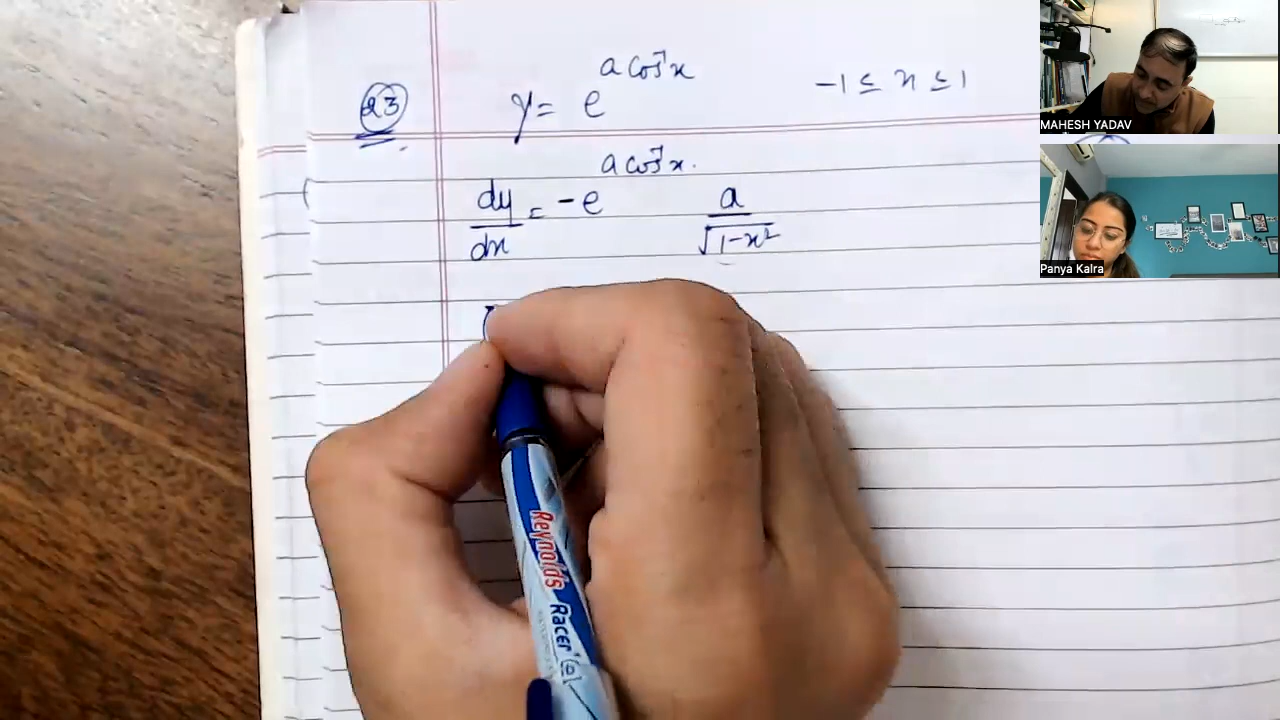 23 y = e^{a cos⁻¹x} -1 ≤ x ≤ 1
dy/dx = -e^{a cos⁻¹x} . a/√1-x²
Reynolds Racer
MAHESH YADAV
Panya Kalra